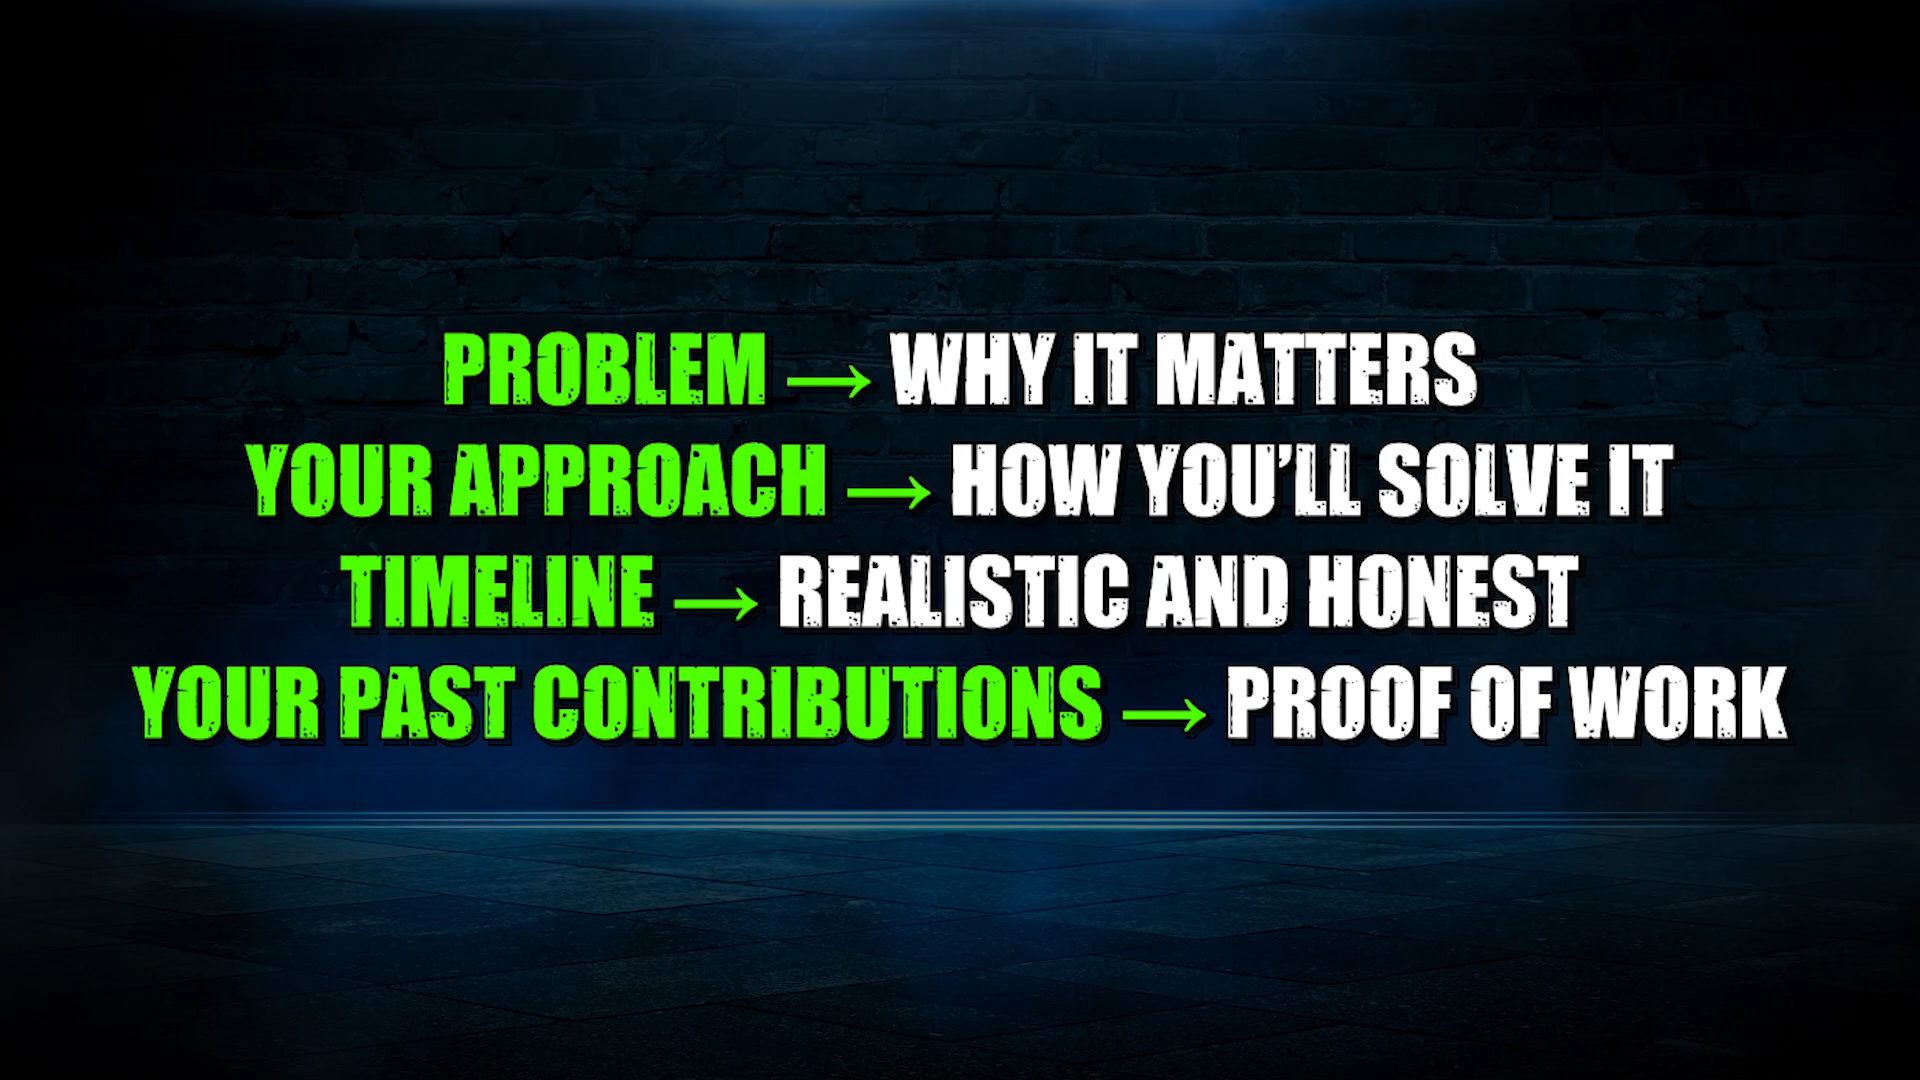 PROBLEM → WHY IT MATTERS
YOUR APPROACH → HOW YOU’LL SOLVE IT
TIMELINE → REALISTIC AND HONEST
YOUR PAST CONTRIBUTIONS → PROOF OF WORK